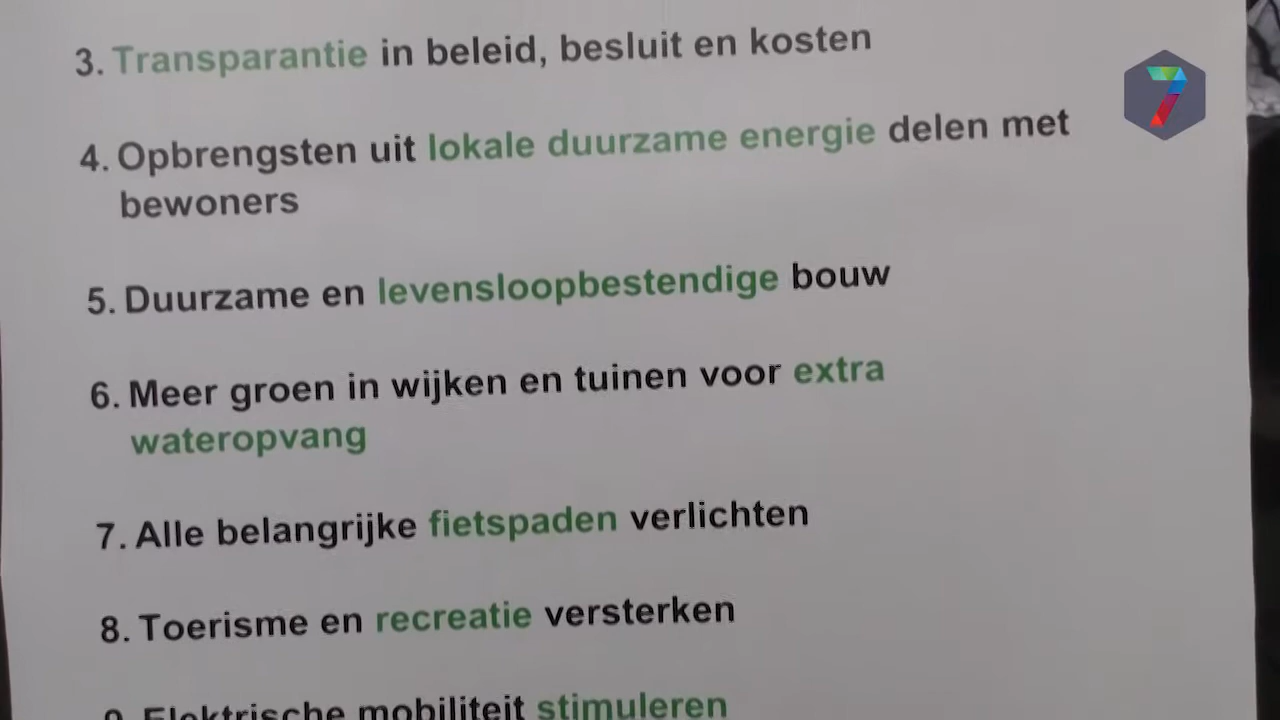 3. Transparantie in beleid, besluit en kosten
7
4. Opbrengsten uit lokale duurzame energie delen met
bewoners
5. Duurzame en levensloopbestendige bouw
6. Meer groen in wijken en tuinen voor extra
wateropvang
7. Alle belangrijke fietspaden verlichten
8. Toerisme en recreatie versterken
9. Elektrische mobiliteit stimuleren